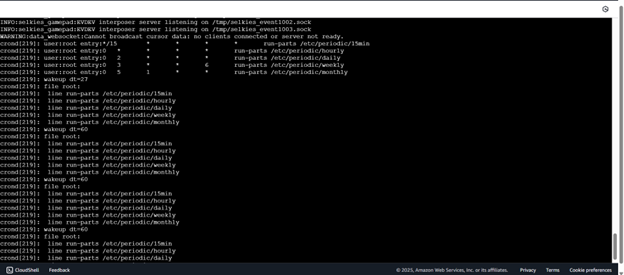 INFO:selkies_gamepad:EVDEV interposer server listening on /tmp/selkies_event1002.sock
INFO:selkies_gamepad:EVDEV interposer server listening on /tmp/selkies_event1003.sock
WARNING:data_websocket:Cannot broadcast cursor data: no clients connected or server not ready.
crond[219]: user:root entry:*/15 * * * * run-parts /etc/periodic/15min
crond[219]: user:root entry:0 * * * * run-parts /etc/periodic/hourly
crond[219]: user:root entry:0 2 * * * run-parts /etc/periodic/daily
crond[219]: user:root entry:0 3 * * 6 run-parts /etc/periodic/weekly
crond[219]: user:root entry:0 5 1 * * run-parts /etc/periodic/monthly
crond[219]: wakeup dt=27
crond[219]: file root:
crond[219]: line run-parts /etc/periodic/15min
crond[219]: line run-parts /etc/periodic/hourly
crond[219]: line run-parts /etc/periodic/daily
crond[219]: line run-parts /etc/periodic/weekly
crond[219]: line run-parts /etc/periodic/monthly
crond[219]: wakeup dt=60
crond[219]: file root:
crond[219]: line run-parts /etc/periodic/15min
crond[219]: line run-parts /etc/periodic/hourly
crond[219]: line run-parts /etc/periodic/daily
crond[219]: line run-parts /etc/periodic/weekly
crond[219]: line run-parts /etc/periodic/monthly
crond[219]: wakeup dt=60
crond[219]: file root:
crond[219]: line run-parts /etc/periodic/15min
crond[219]: line run-parts /etc/periodic/hourly
crond[219]: line run-parts /etc/periodic/daily
crond[219]: line run-parts /etc/periodic/weekly
crond[219]: line run-parts /etc/periodic/monthly
crond[219]: wakeup dt=60
crond[219]: file root:
crond[219]: line run-parts /etc/periodic/15min
crond[219]: line run-parts /etc/periodic/hourly
crond[219]: line run-parts /etc/periodic/daily
CloudShell Feedback © 2025, Amazon Web Services, Inc. or its affiliates. Privacy Terms Cookie preferences